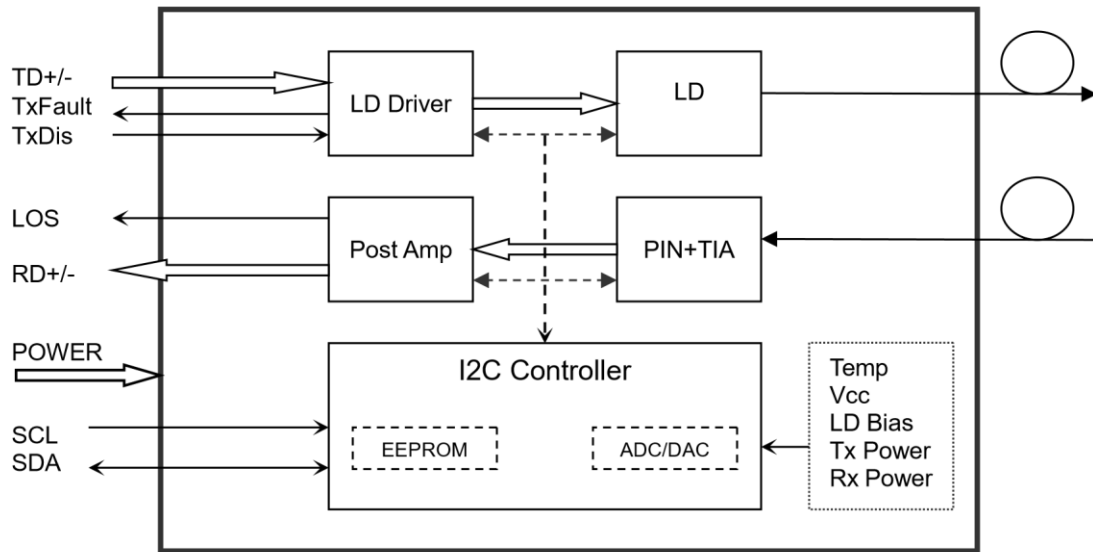 TD+/-
TxFault
TxDis
LD Driver
LD
LOS
RD+/-
Post Amp
PIN+TIA
POWER
SCL
SDA
I2C Controller
EEPROM
ADC/DAC
Temp
Vcc
LD Bias
Tx Power
Rx Power